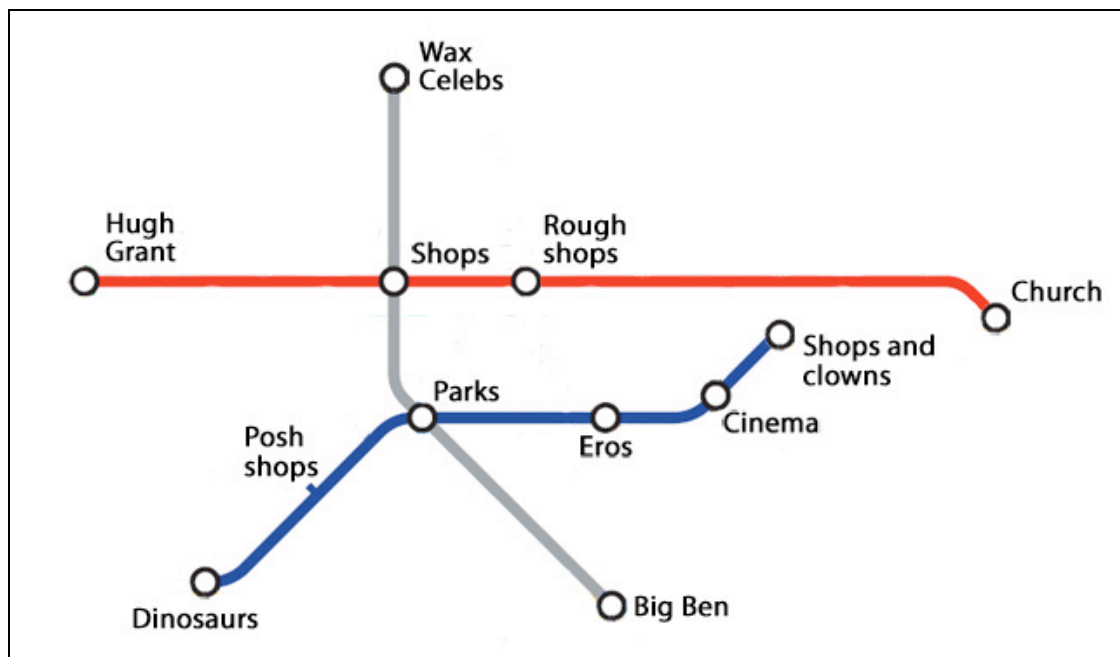 Wax
Celebs
Hugh
Grant
Shops
Rough
shops
Church
Shops and
clowns
Parks
Eros
Cinema
Posh
shops
Dinosaurs
Big Ben